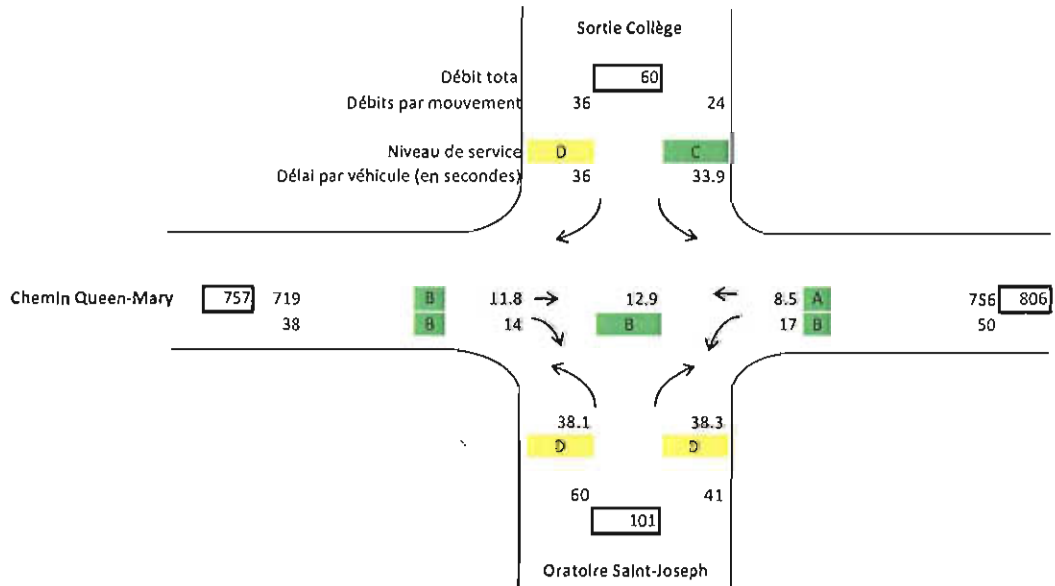 Sortie Collège
Débit tota 60
Débits par mouvement 36 24
Niveau de service D C
Délai par véhicule (en secondes) 36 33.9
Chemin Queen-Mary 757 719 B 11.8 12.9 8.5 A 756 806
38 B 14 B 17 B 50
38.1 38.3
D D
60 41
101
Oratoire Saint-Joseph